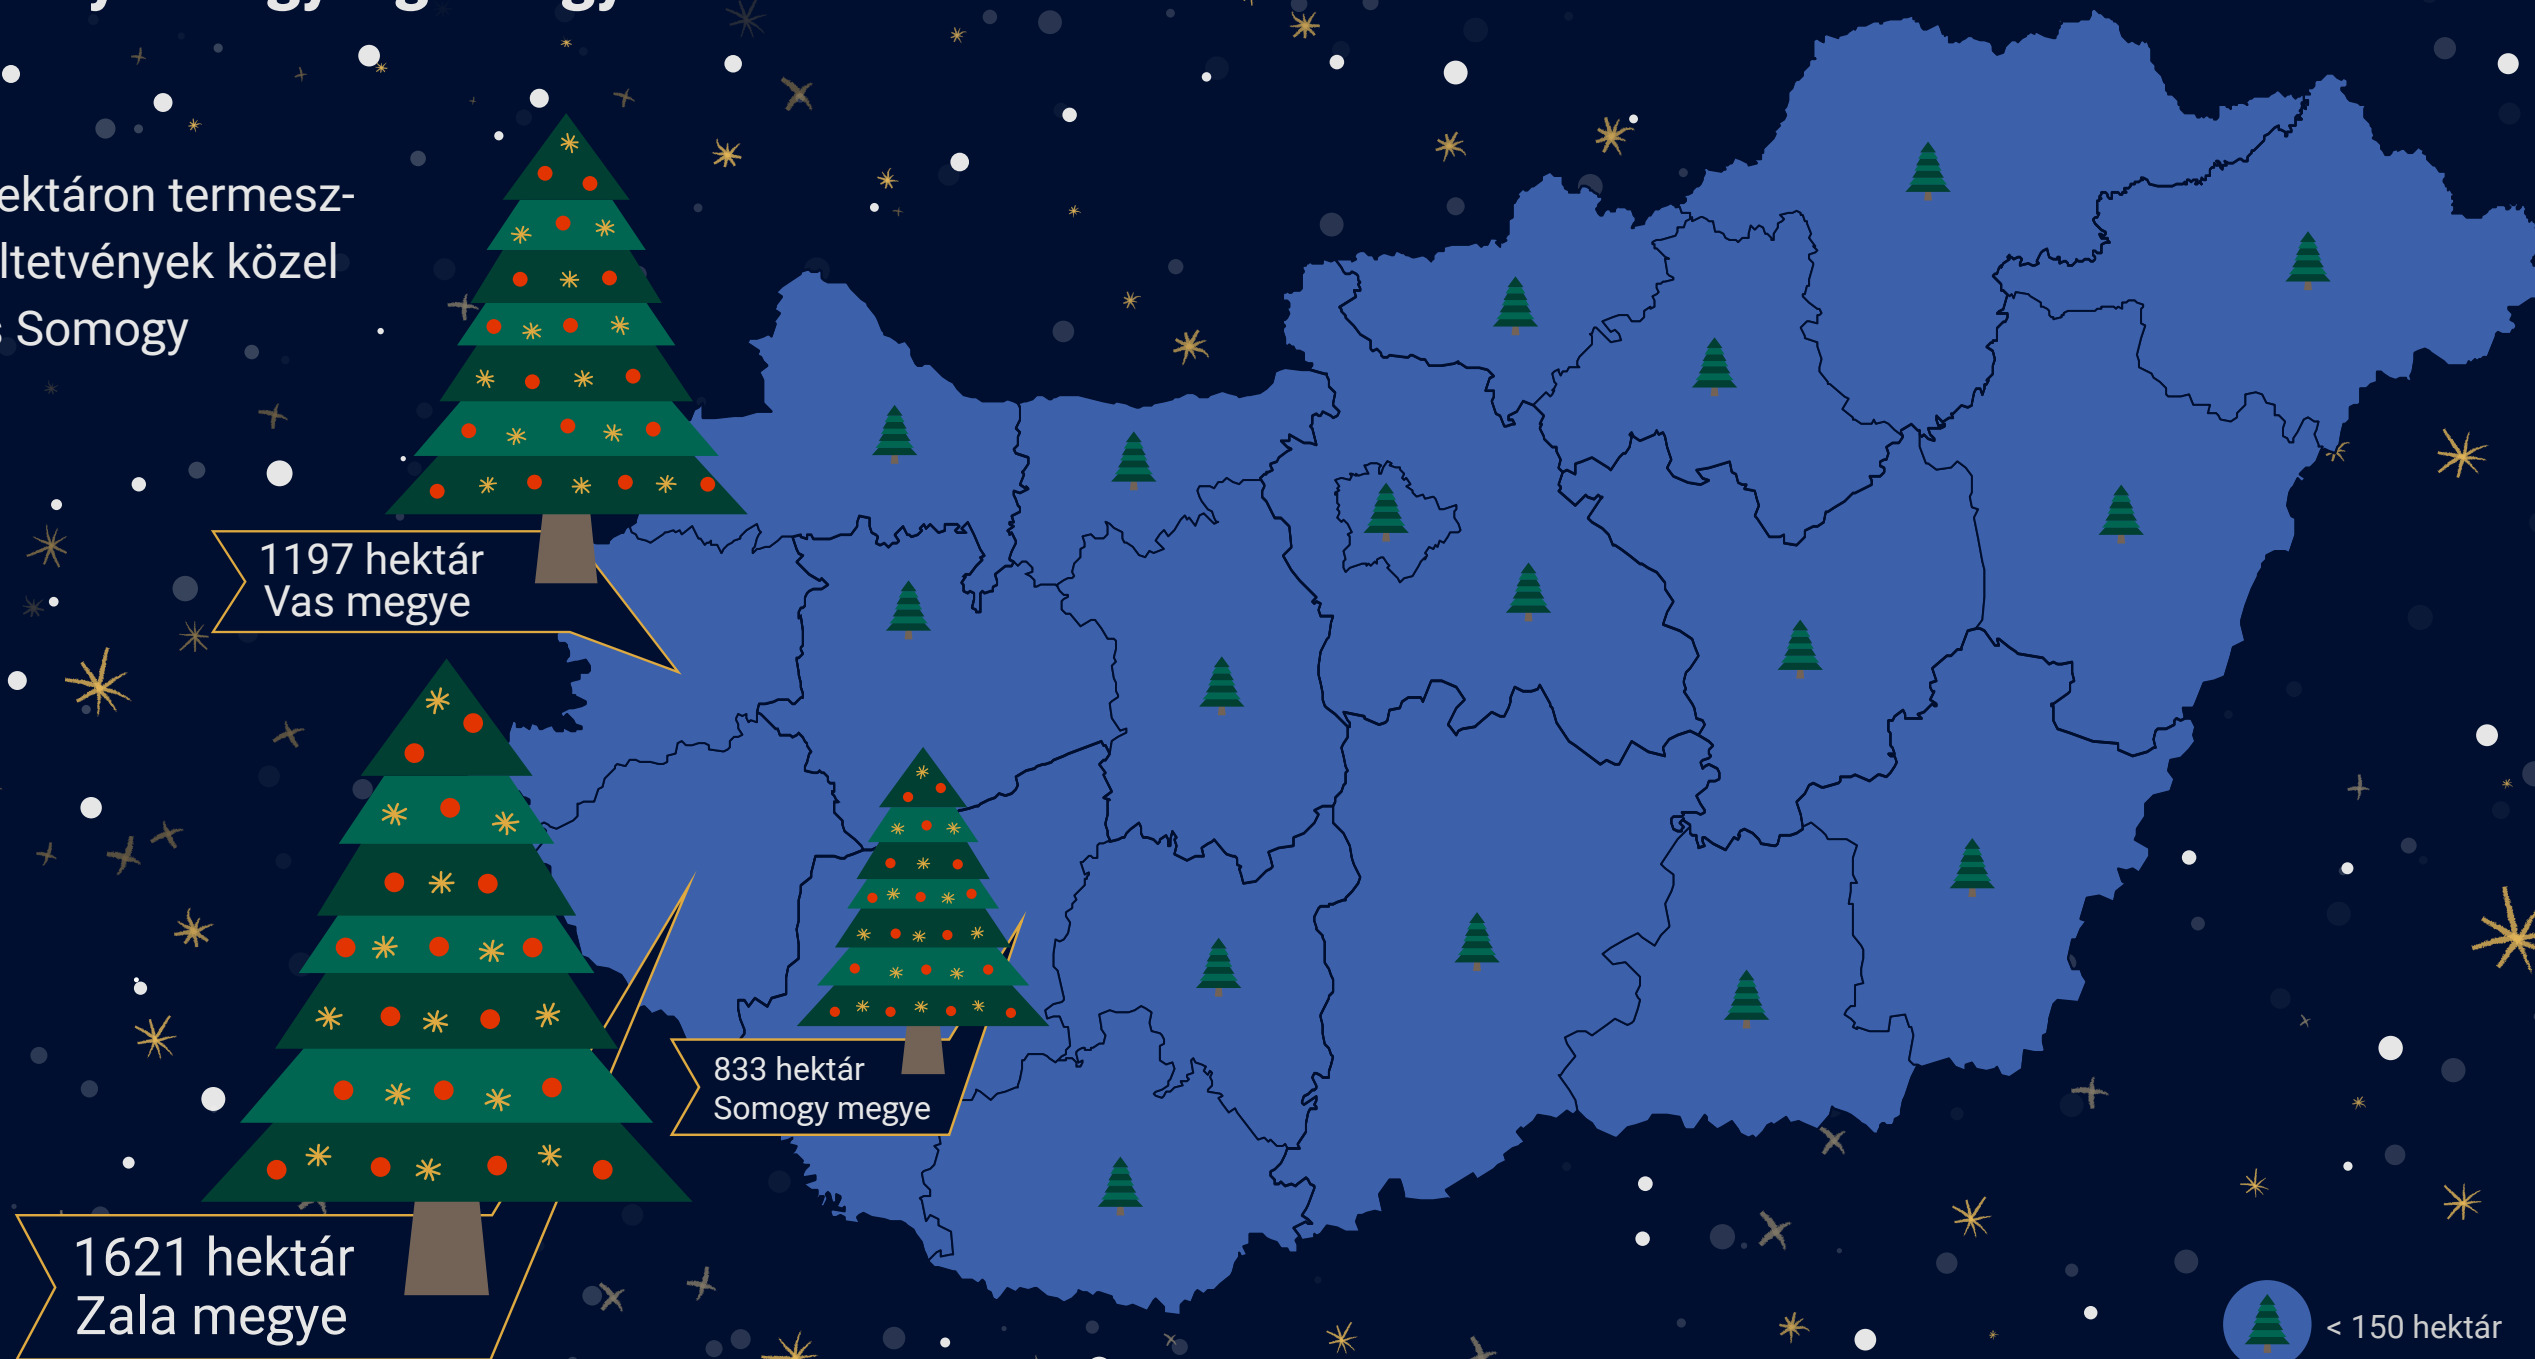 ektáron termesz-
ltetvények közel
s Somogy
1197 hektár
Vas megye
833 hektár
Somogy megye
1621 hektár
Zala megye
< 150 hektár